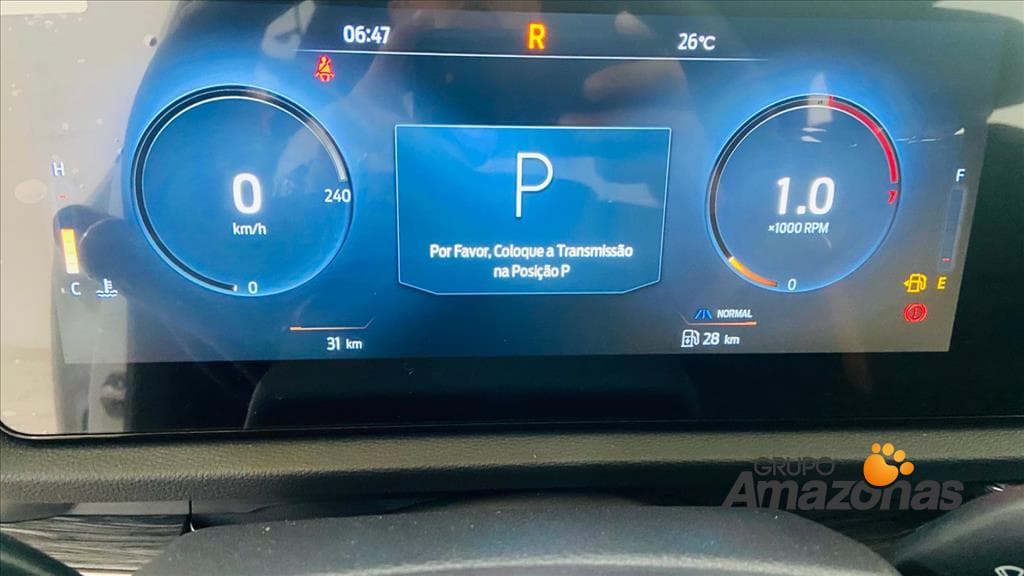 06:47
R
26°C
H
C
0
km/h
240
0
P
Por Favor, Coloque a Transmissão
na Posição P
1.0
×1000 RPM
7
0
F
E
31 km
NORMAL
28 km
GRUPO
Amazonas